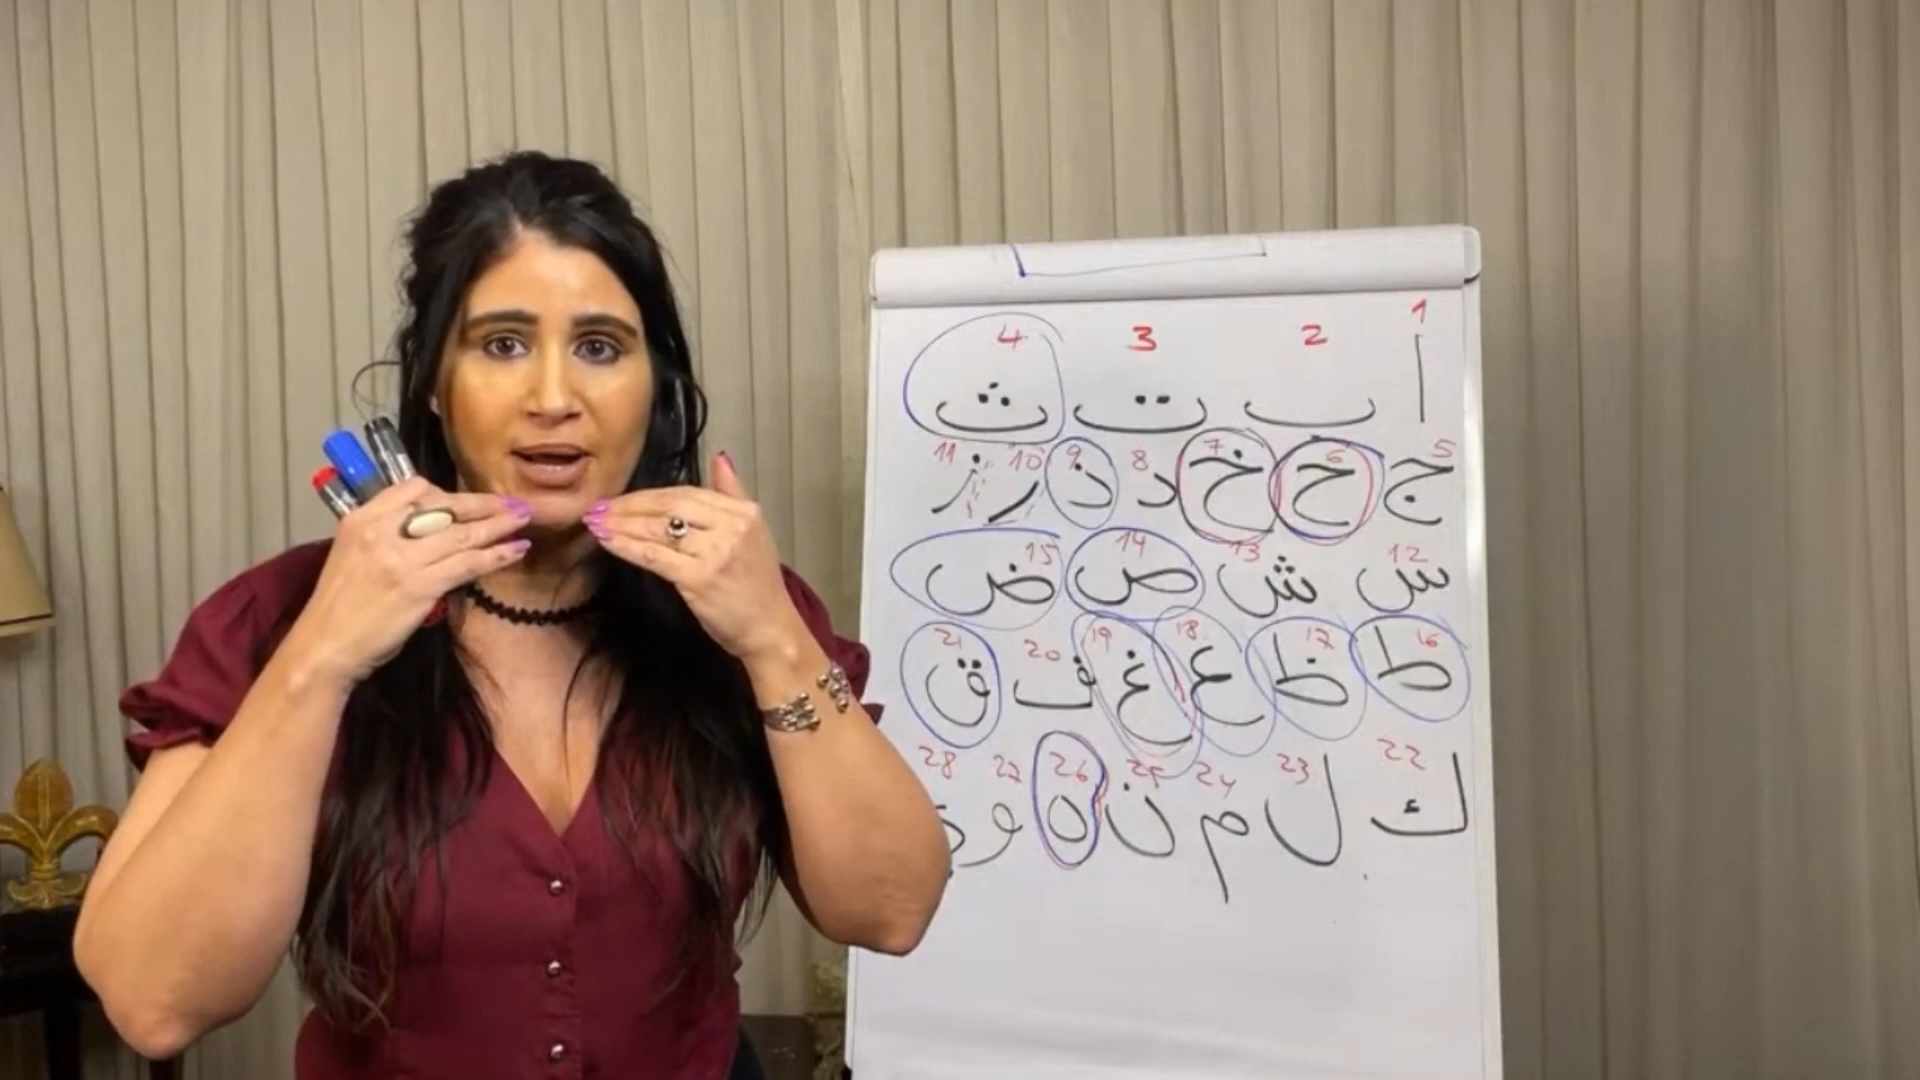 1 2 3 4
ا ب ت ث
5 6 7 8 9 10 11
ج ح خ د ذ ر ز
12 13 14 15
س ش ص ض
16 17 18 19 20 21
ط ظ ع غ ف ق
22 23 24 25 26 27 28
ك ل م ن ه و